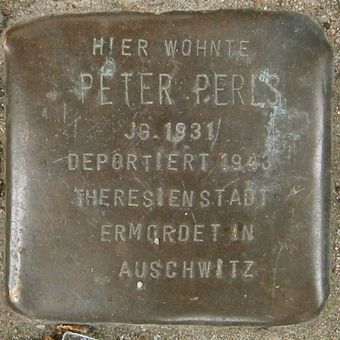 HIER WOHNTE
PETER PERLS
JG. 1931
DEPORTIERT 1943
THERESIENSTADT
ERMORDET IN
AUSCHWITZ